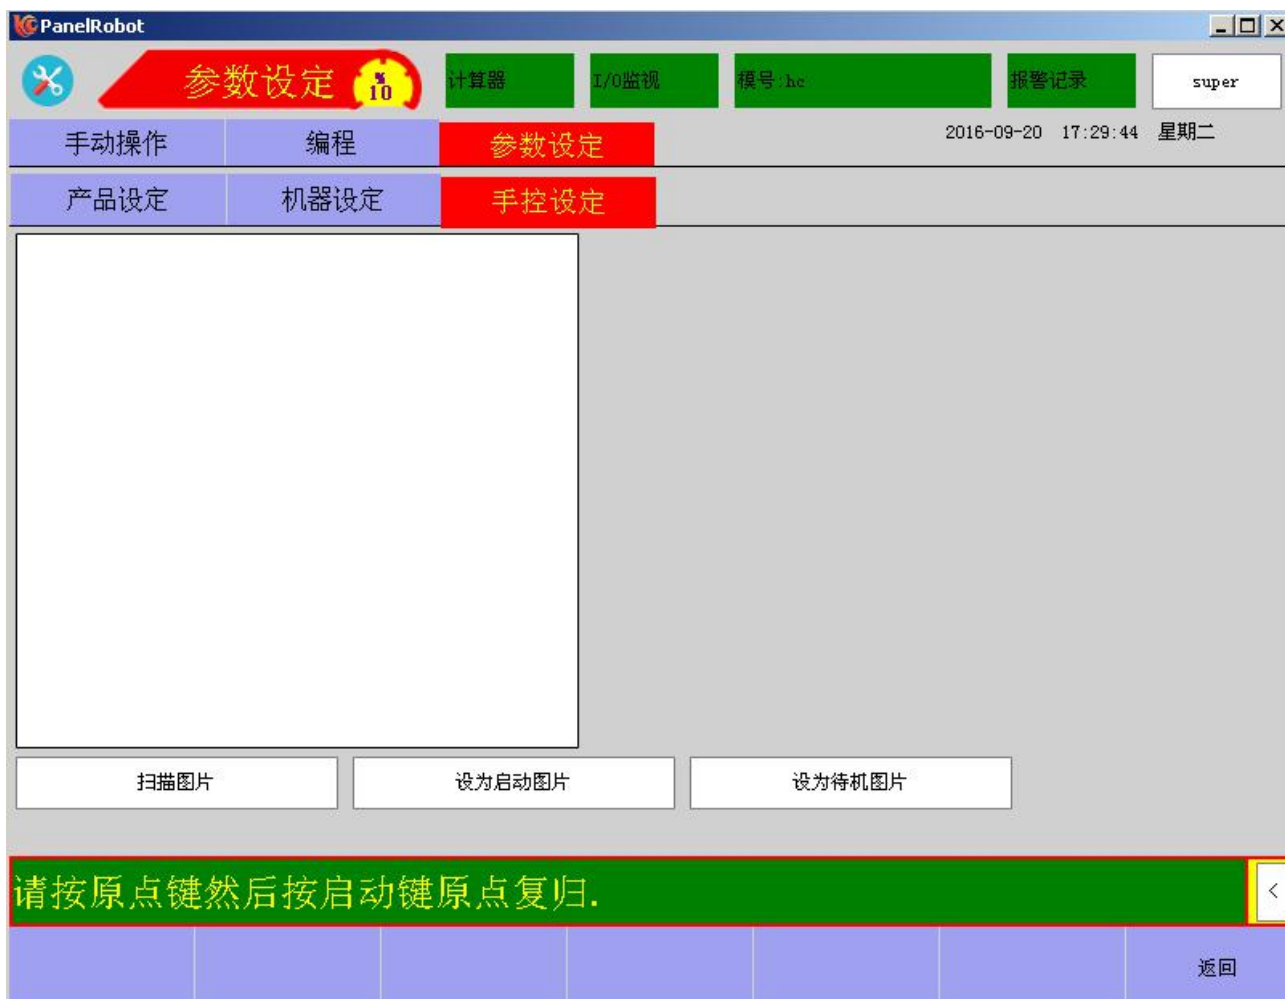 PanelRobot
参数设定 % 10 计算器 I/O监视 模号:hc 报警记录 super
手动操作 编程 参数设定 2016-09-20 17:29:44 星期二
产品设定 机器设定 手控设定
扫描图片 设为启动图片 设为待机图片
请按原点键然后按启动键原点复归. <
返回